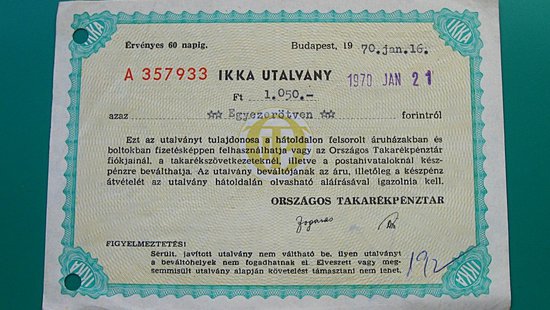 IKKA
IKKA
Érvényes 60 napig.
Budapest, 19 70.jan.16.
A 357933 IKKA UTALVÁNY 1970 JAN 21
Ft 1.050.-
azaz Egyezerötven forintról
Ezt az utalványt tulajdonosa a hátoldalon felsorolt áruházakban és
boltokban fizetésképpen felhasználhatja vagy az Országos Takarékpénztár
fiókjainál, a takarékszövetkezeteknél, illetve a postahivataloknál kész-
pénzre beválthatja. Az utalvány beváltójának az áru, illetőleg a készpénz
átvételét az utalvány hátoldalán olvasható aláírásával igazolnia kell.
ORSZÁGOS TAKARÉKPÉNZTÁR
FIGYELMEZTETÉS!
Sérült, javított utalvány nem váltható be, ilyen utalványt
a beváltóhelyek nem fogadhatnak el. Elveszett vagy meg-
semmisült utalvány alapján követelést támasztani nem lehet.
IKKA
IKKA